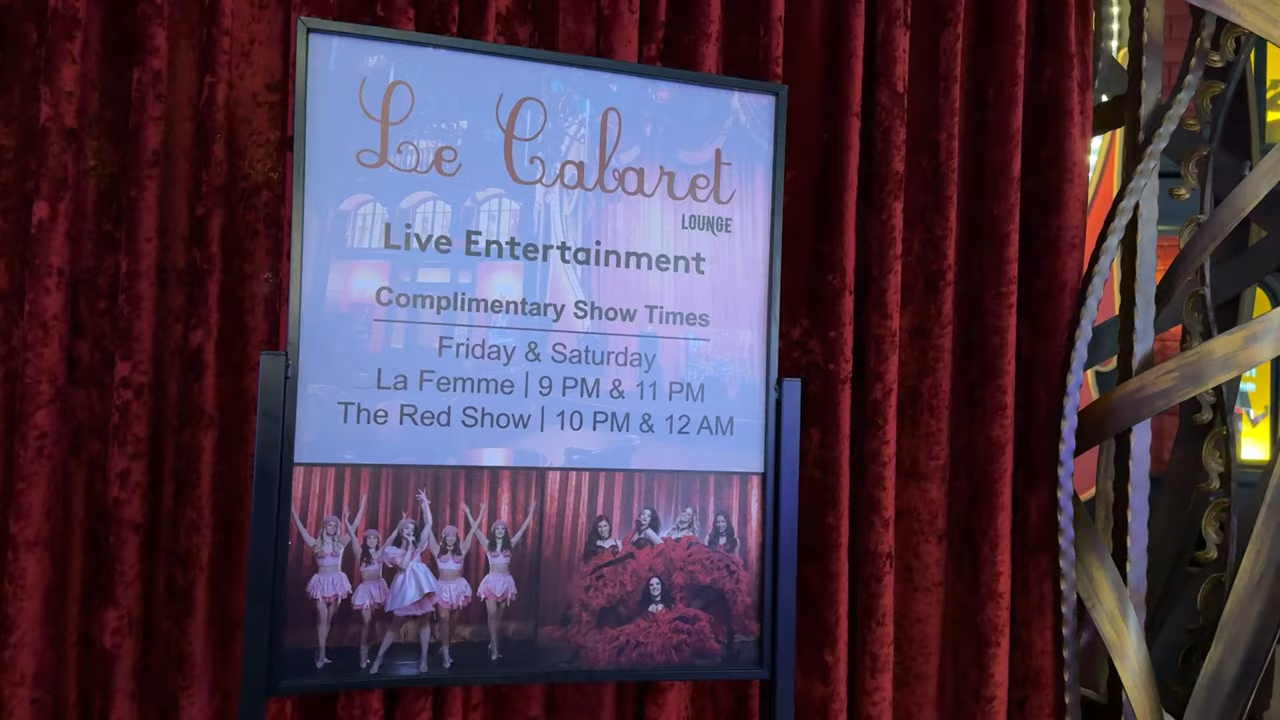 Le Cabaret
LOUNGE
Live Entertainment
Complimentary Show Times
Friday & Saturday
La Femme | 9 PM & 11 PM
The Red Show | 10 PM & 12 AM